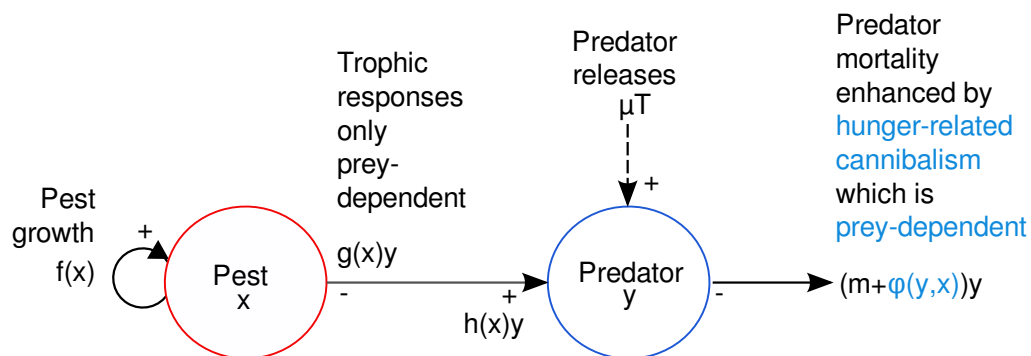 Trophic
responses
only
prey-
dependent
Predator
releases
μT
Predator
mortality
enhanced by
hunger-related
cannibalism
which is
prey-dependent
Pest
growth
f(x)
+
Pest
x
g(x)y
-
+
h(x)y
+
Predator
y
-
(m+φ(y,x))y